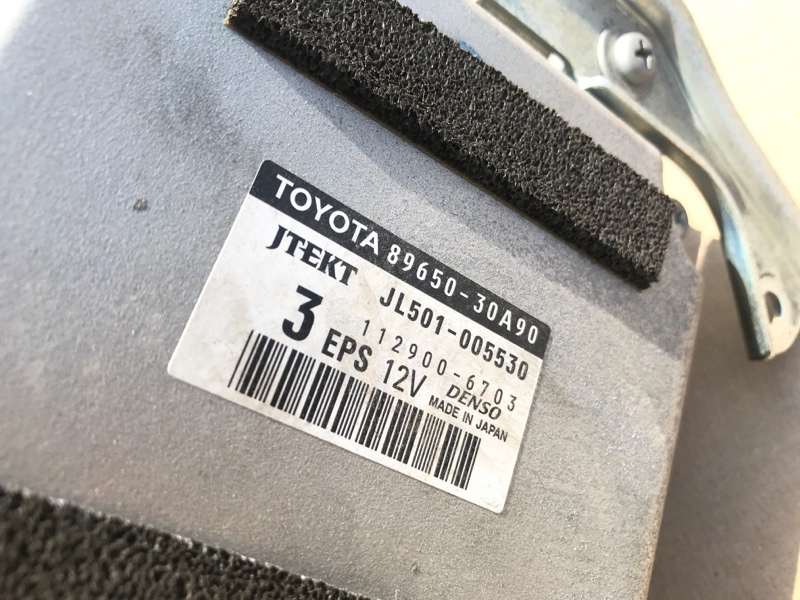 TOYOTA 89650-30A90
JTEKT JL501-005530
3 EPS 12V 112900-6703
DENSO
MADE IN JAPAN